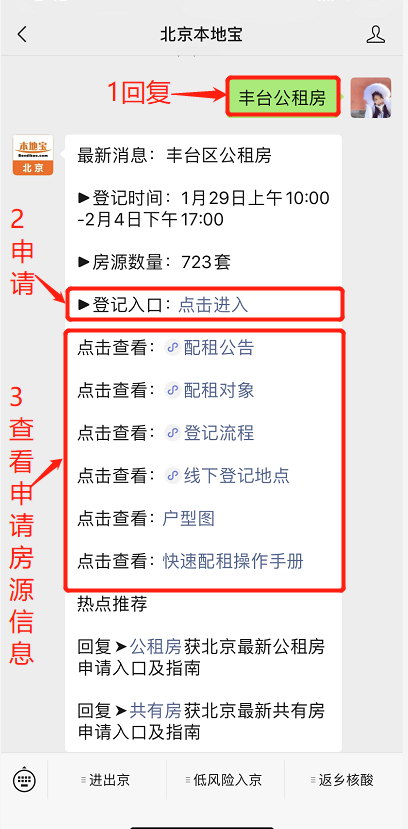 北京本地宝
1回复
丰台公租房
本地宝
Bendibao.com
北京
最新消息：丰台区公租房
▶登记时间：1月29日上午10:00
-2月4日下午17:00
▶房源数量：723套
2申请
▶登记入口：点击进入
3查看申请房源信息
点击查看：配租公告
点击查看：配租对象
点击查看：登记流程
点击查看：线下登记地点
点击查看：户型图
点击查看：快速配租操作手册
热点推荐
回复➤公租房获北京最新公租房
申请入口及指南
回复➤共有房获北京最新共有房
申请入口及指南
进出京
低风险入京
返乡核酸